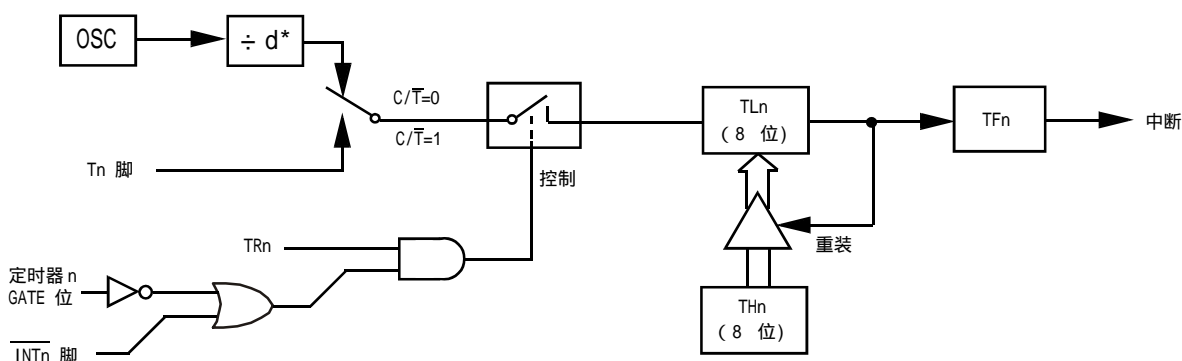 OSC
÷ d*
C/T̅=0
C/T̅=1
Tn 脚
控制
TLn
(8 位)
TFn
中断
重装
TRn
定时器 n
GATE 位
THn
(8 位)
I̅N̅T̅n̅ 脚